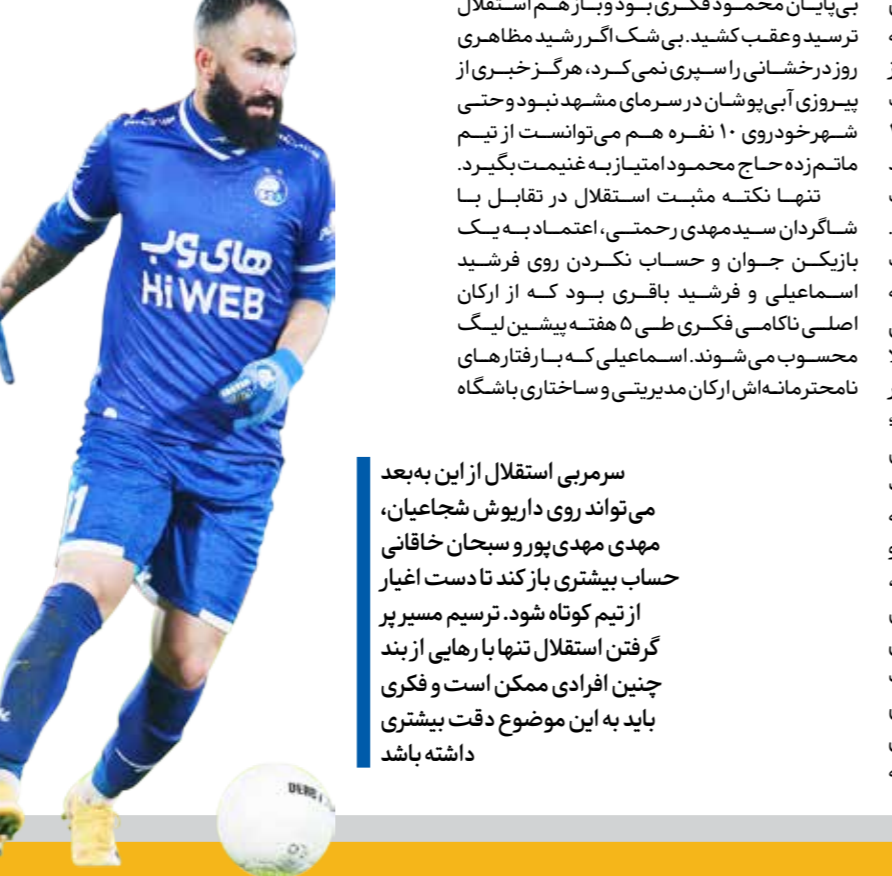 بی‌پایان محمود فکری بود و باز هم استقلال
ترسید و عقب کشید. بی‌شک اگر رشید مظاهری
روز درخشانی را سپری نمی‌کرد، هرگز خبری از
پیروزی آبی‌پوشان در سرمای مشهد نبود و حتی
شهرخودروی ۱۰ نفره هم می‌توانست از تیم
ماتم‌زده حاج محمود امتیاز به غنیمت بگیرد.
تنها نکته مثبت استقلال در تقابل با
شاگردان سیدمهدی رحمتی، اعتماد به یک
بازیکن جوان و حساب نکردن روی فرشید
اسماعیلی و فرشید باقری بود که از ارکان
اصلی ناکامی فکری طی ۵ هفته پیشین لیگ
محسوب می‌شوند. اسماعیلی که با رفتارهای
نامحترمانه‌اش ارکان مدیریتی و ساختاری باشگاه
سرمربی استقلال از این به‌بعد
می‌تواند روی داریوش شجاعیان،
مهدی مهدی‌پور و سبحان خاقانی
حساب بیشتری باز کند تا دست اغیار
از تیم کوتاه شود. ترسیم مسیر پر
گرفتن استقلال تنها با رهایی از بند
چنین افرادی ممکن است و فکری
باید به این موضوع دقت بیشتری
داشته باشد
های وب
HiWEB